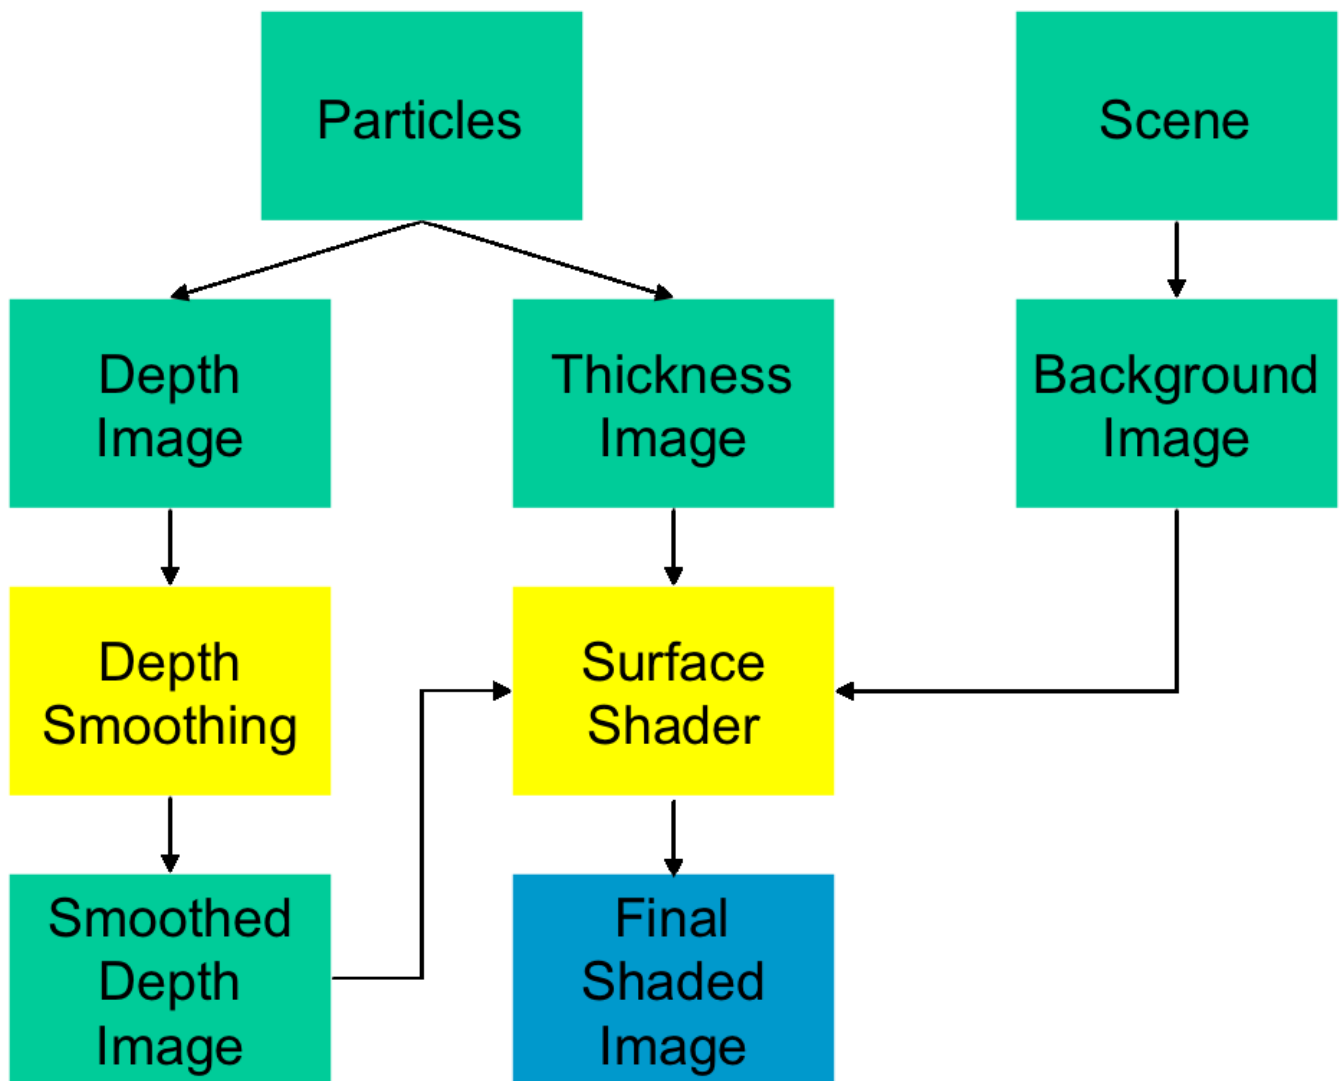 Particles
Scene
Depth
Image
Thickness
Image
Background
Image
Depth
Smoothing
Surface
Shader
Smoothed
Depth
Image
Final
Shaded
Image